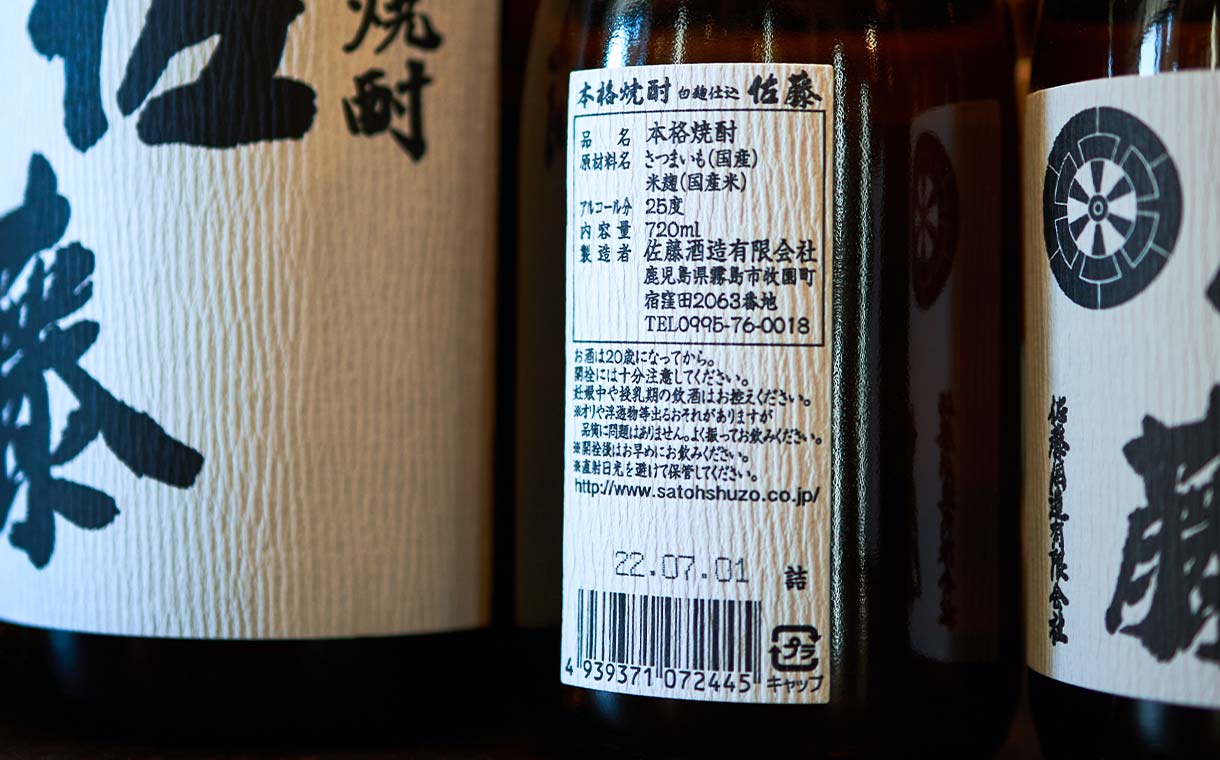 焼酎
佐
藤
本格焼酎 白麹仕込 佐藤
品名 本格焼酎
原材料名 さつまいも(国産)
米麹(国産米)
アルコール分 25度
内容量 720ml
製造者 佐藤酒造有限会社
鹿児島県霧島市牧園町
宿窪田2063番地
TEL0995-76-0018
お酒は20歳になってから。
開栓には十分注意してください。
妊娠中や授乳期の飲酒はお控えください。
※オリや浮遊物等出るおそれがありますが
品質に問題はありません。よく振ってお飲みください。
※開栓後はお早めにお飲みください。
※直射日光を避けて保管してください。
http://www.satohshuzo.co.jp/
22.07.01 詰
4 939371 072445
プラ
キャップ
佐藤酒造有限会社
藤